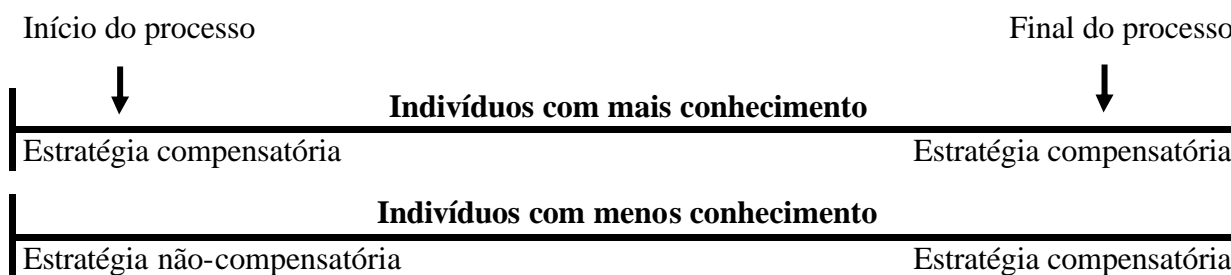 Início do processo Final do processo
Indivíduos com mais conhecimento
Estratégia compensatória Estratégia compensatória
Indivíduos com menos conhecimento
Estratégia não-compensatória Estratégia compensatória